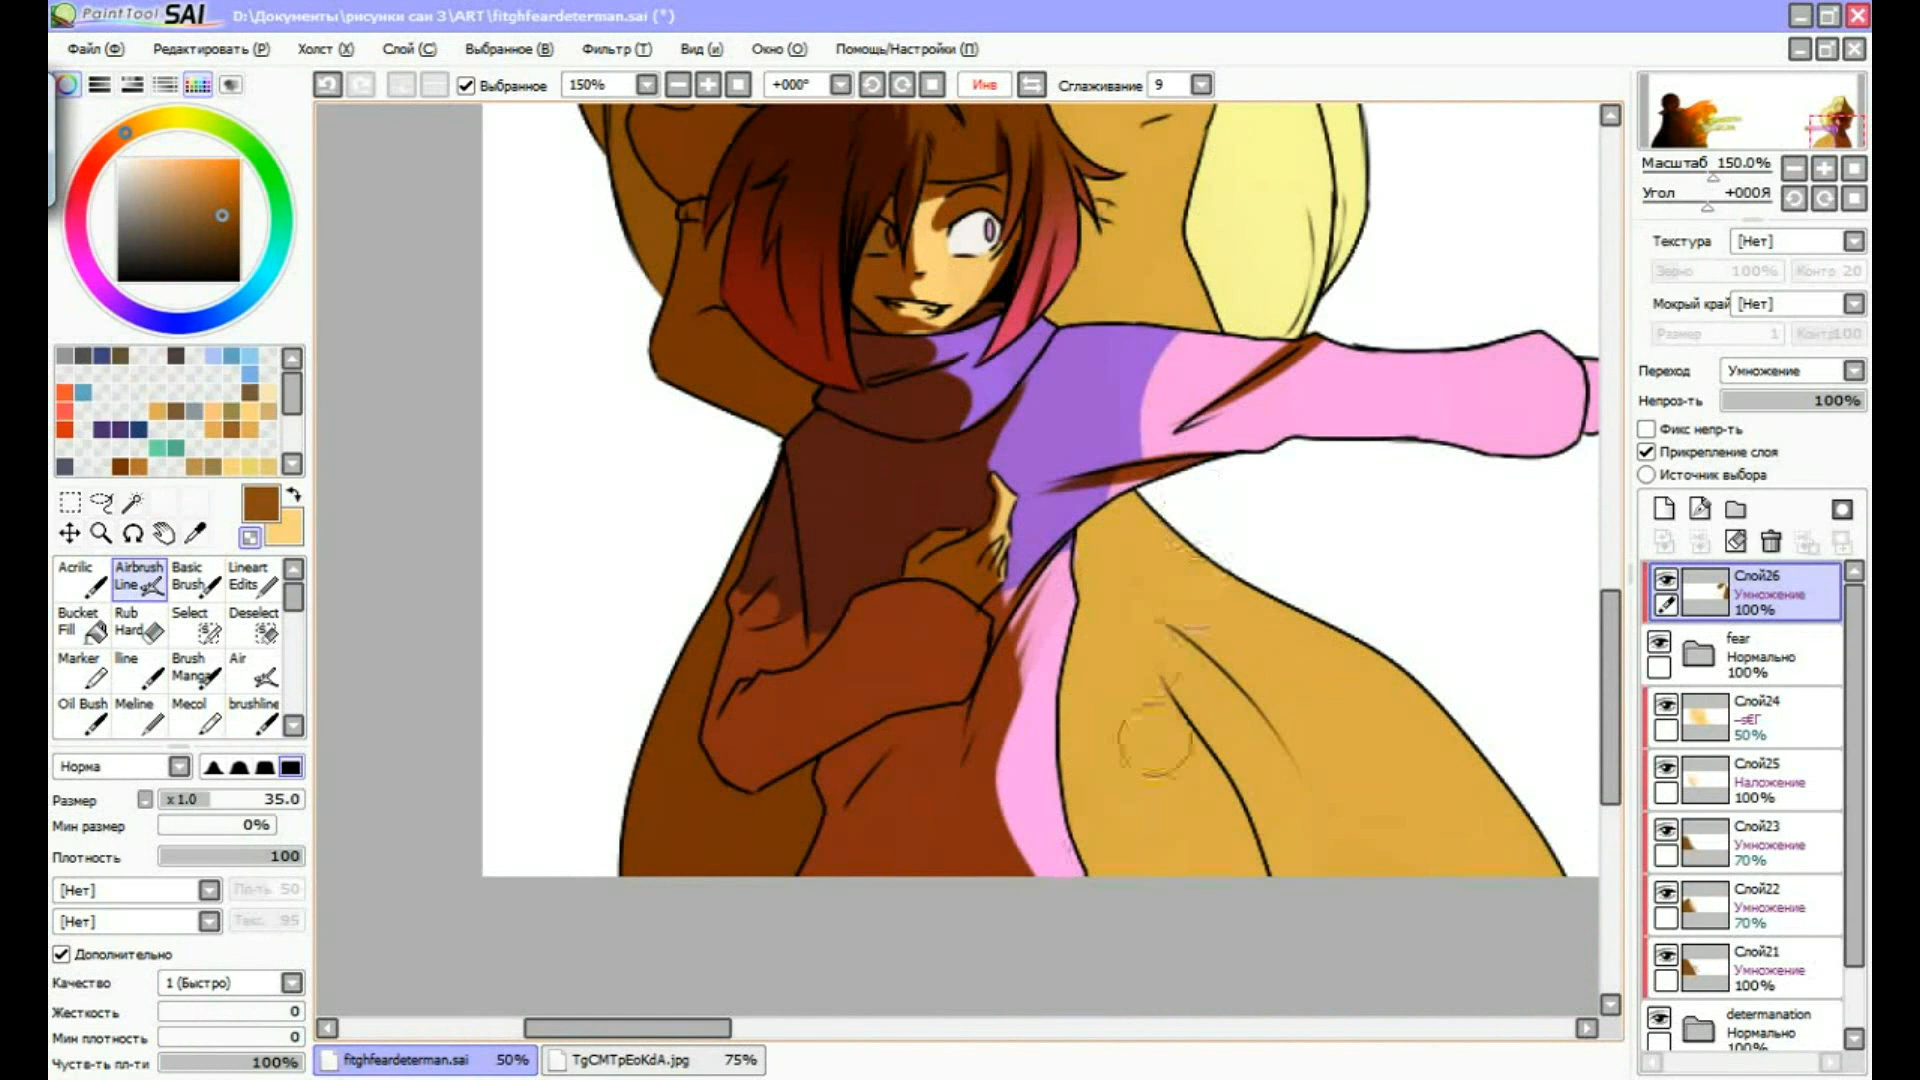 PaintTool SAI D:\Документы\рисунки саи 3\ART\fitghfeardeterman.sai (*)
Файл (Ф) Редактировать (Р) Холст (Х) Слой (С) Выбранное (В) Фильтр (Т) Вид (и) Окно (О) Помощь/Настройки (П)
Выбранное 150% +000° Инв Сглаживание 9
Масштаб 150.0%
Угол +000Я
Текстура [Нет]
Зерно 100% Контр 20
Мокрый край [Нет]
Размер 1 Контр 100
Переход Умножение
Непроз-ть 100%
Фикс непр-ть
Прикрепление слоя
Источник выбора
Acrilic Airbrush Line Basic Brush Lineart Edits
Bucket Fill Rub Hard Select Deselect
Marker lline Brush Manga Air
Oil Bush Meline Mecol brushline
Норма
Размер x 1.0 35.0
Мин размер 0%
Плотность 100
[Нет] По-ть 50
[Нет] Текс. 95
Дополнительно
Качество 1 (Быстро)
Жесткость 0
Мин плотность 0
Чуств-ть пл-ти 100%
Слой26
Умножение
100%
fear
Нормально
100%
Слой24
50%
Слой25
Наложение
100%
Слой23
Умножение
70%
Слой22
Умножение
70%
Слой21
Умножение
100%
determanation
Нормально
100%
fitghfeardeterman.sai 50% TgCMTpEoKdA.jpg 75%